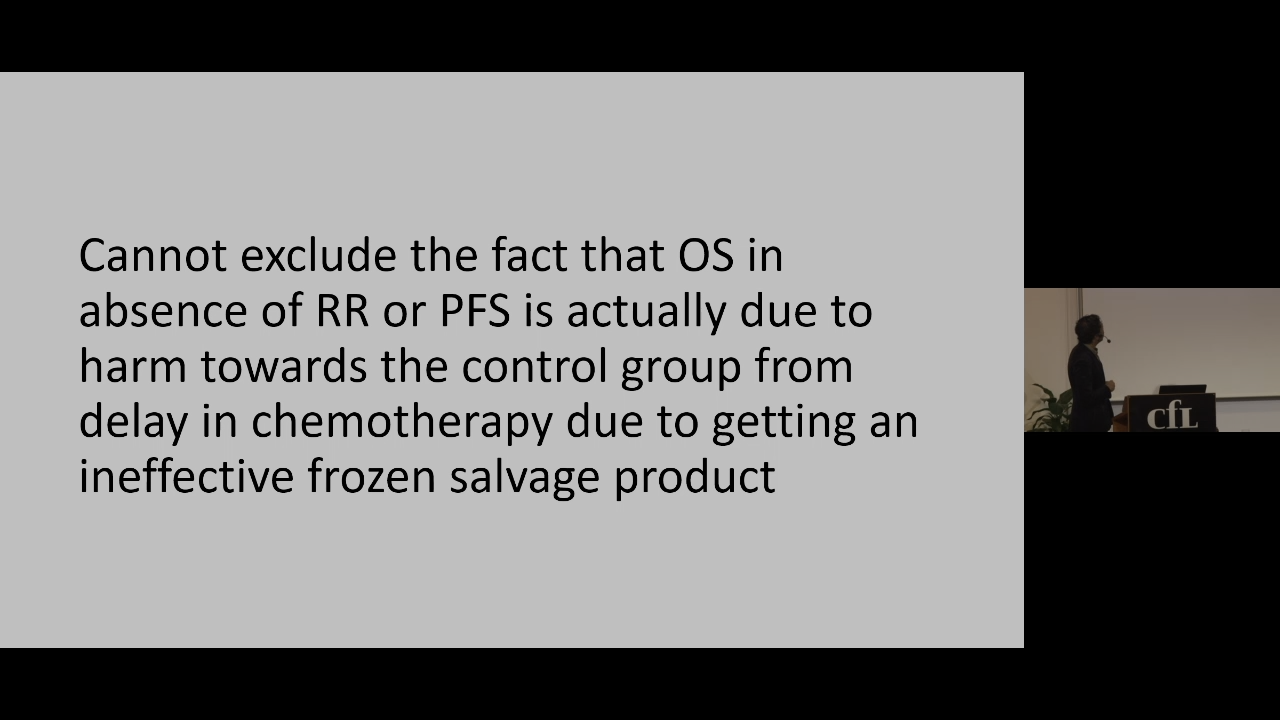 Cannot exclude the fact that OS in
absence of RR or PFS is actually due to
harm towards the control group from
delay in chemotherapy due to getting an
ineffective frozen salvage product
cfL